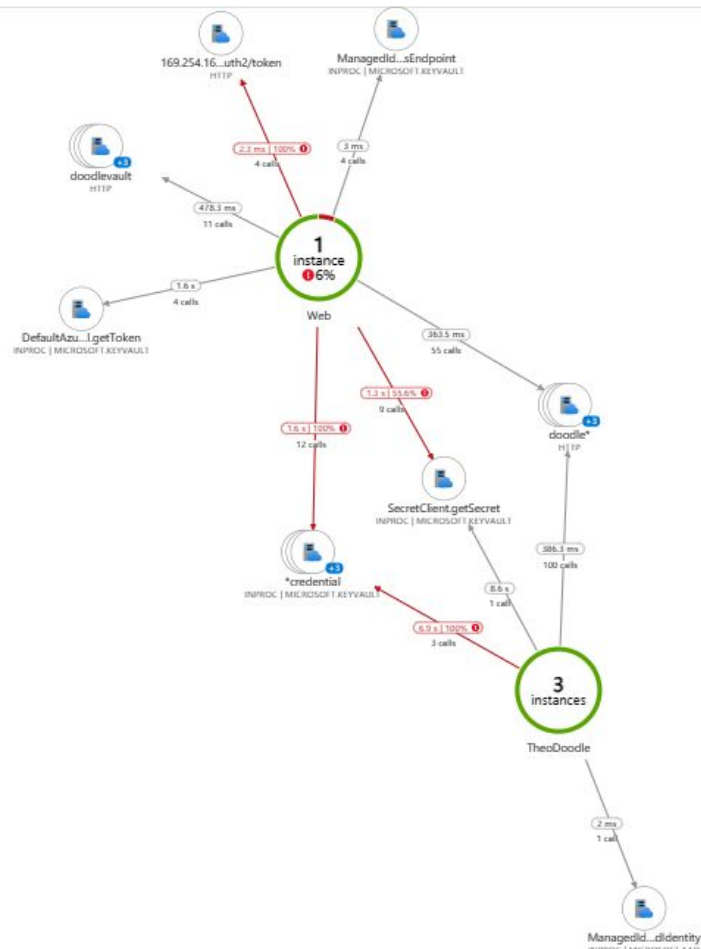 169.254.16...uth2/token
HTTP
ManagedId...sEndpoint
INPROC | MICROSOFT.KEYVAULT
2.3 ms | 100%
4 calls
3 ms
4 calls
+3
doodlevault
HTTP
478.3 ms
11 calls
1
instance
6%
Web
1.6 s
4 calls
DefaultAzu...l.getToken
INPROC | MICROSOFT.KEYVAULT
363.5 ms
55 calls
1.3 s | 55.6%
9 calls
+3
doodle*
HTTP
1.6 s | 100%
12 calls
SecretClient.getSecret
INPROC | MICROSOFT.KEYVAULT
386.3 ms
100 calls
+3
*credential
INPROC | MICROSOFT.KEYVAULT
8.6 s
1 call
6.9 s | 100%
3 calls
3
instances
TheoDoodle
2 ms
1 call
ManagedId...dIdentity